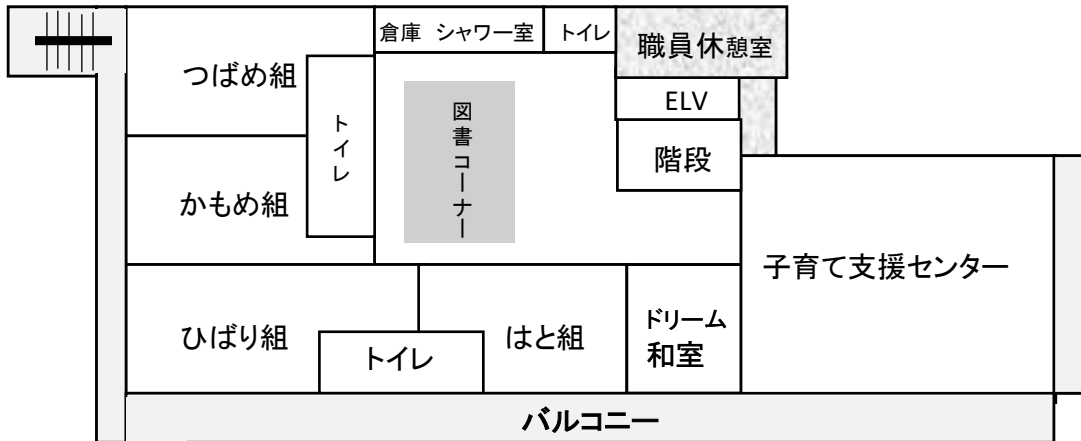 倉庫 シャワー室 トイレ
職員休憩室
つばめ組
ELV
トイレ
図書コーナー
階段
かもめ組
子育て支援センター
ひばり組
トイレ
はと組
ドリーム
和室
バルコニー